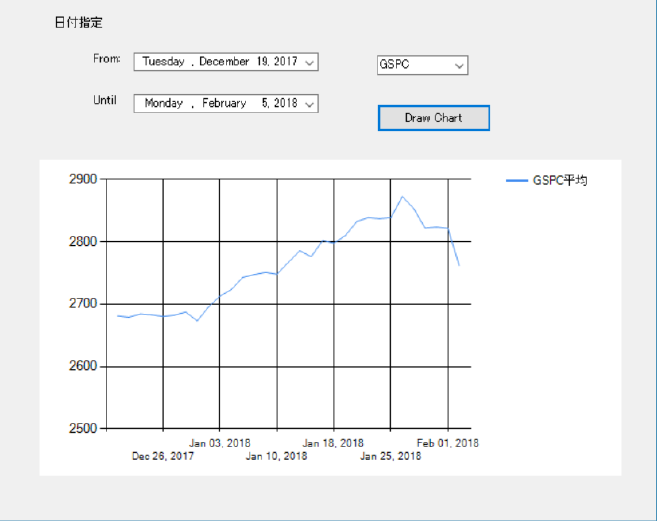 日付指定
From: Tuesday , December 19, 2017 GSPC
Until Monday , February 5, 2018
Draw Chart
2900
GSPC平均
2800
2700
2600
2500
Jan 03, 2018 Jan 18, 2018 Feb 01, 2018
Dec 26, 2017 Jan 10, 2018 Jan 25, 2018